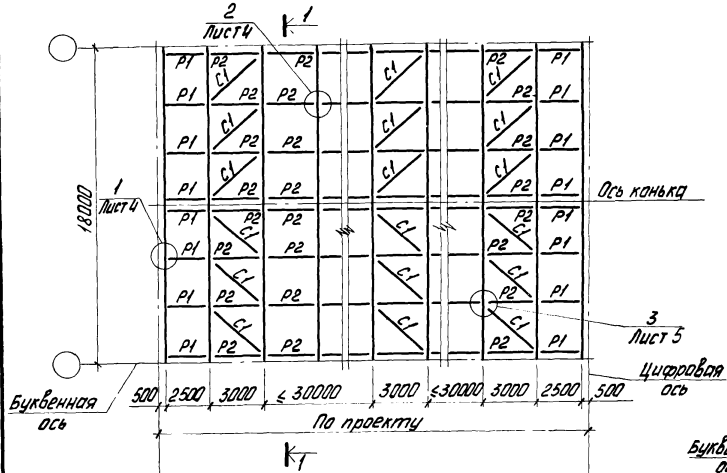 2
Лист 4
1
Р1 Р2 С1 Р2 С1 Р2 С1 Р1
Р1 Р2 Р2 Р2 Р1
С1 С1 С1
Р1 Р2 Р2 Р2 Р1
С1 С1 С1
Р1 Р2 Р2 Р2 Р1
Ось канька
1
Лист 4
18000
Р1 Р2 Р2 Р2 Р1
С1 С1 С1
Р1 Р2 Р2 Р2 Р1
С1 С1 С1
Р1 Р2 Р2 Р2 Р1
С1 С1 С1
Р1 Р2 Р2 Р2 Р1
3
Лист 5
Цифровая
ось
Буквенная
ось
500 2500 3000 ≤ 30000 3000 ≤30000 3000 2500 500
По проекту
1